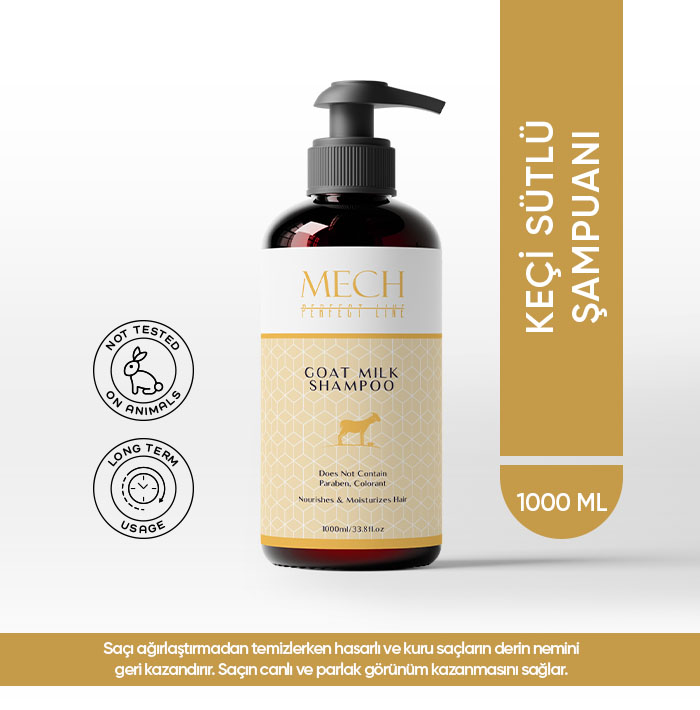 MECH
PERFECT LINE
GOAT MILK
SHAMPOO
Does Not Contain
Paraben, Colorant
Nourishes & Moisturizes Hair
1000ml/33.81l.oz
NOT TESTED
ON ANIMALS
LONG TERM
USAGE
KEÇİ SÜTLÜ
ŞAMPUANI
1000 ML
Saçı ağırlaştırmadan temizlerken hasarlı ve kuru saçların derin nemini
geri kazandırır. Saçın canlı ve parlak görünüm kazanmasını sağlar.